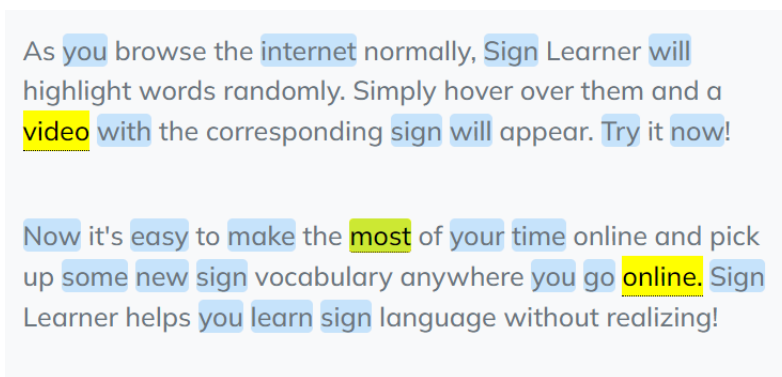 As you browse the internet normally, Sign Learner will
highlight words randomly. Simply hover over them and a
video with the corresponding sign will appear. Try it now!
Now it's easy to make the most of your time online and pick
up some new sign vocabulary anywhere you go online. Sign
Learner helps you learn sign language without realizing!